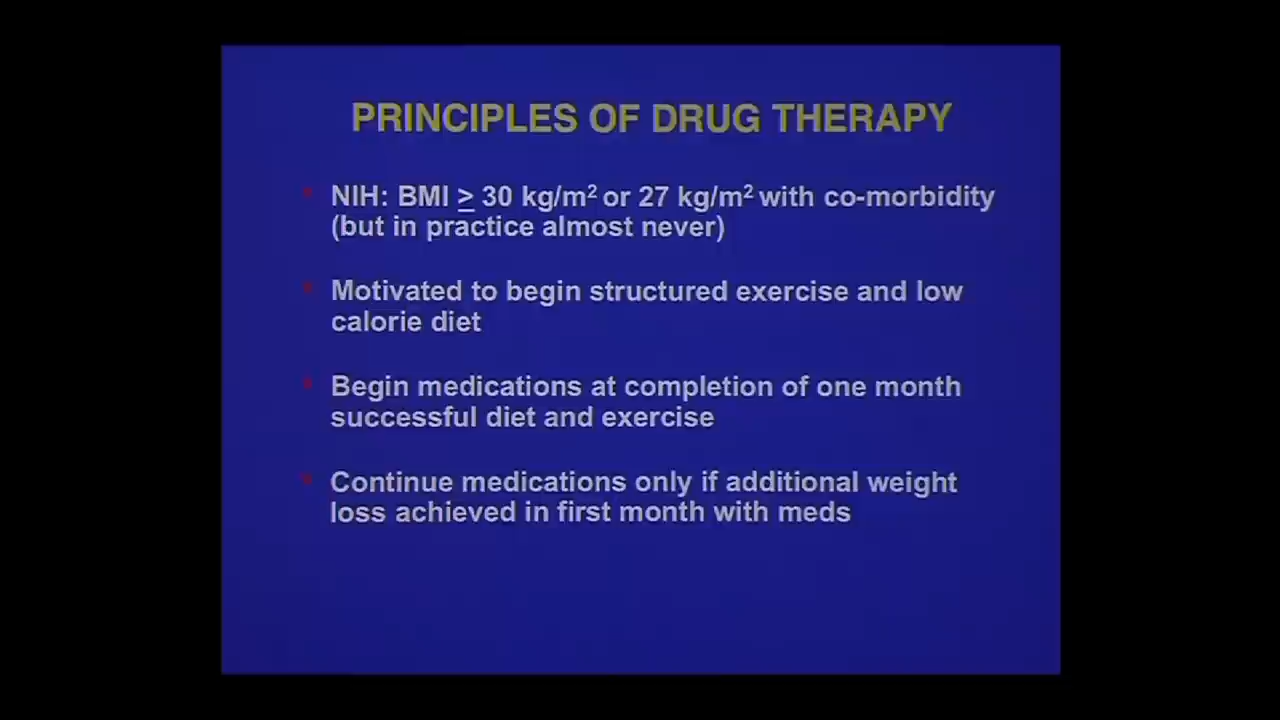 PRINCIPLES OF DRUG THERAPY
NIH: BMI ≥ 30 kg/m² or 27 kg/m² with co-morbidity
(but in practice almost never)
Motivated to begin structured exercise and low
calorie diet
Begin medications at completion of one month
successful diet and exercise
Continue medications only if additional weight
loss achieved in first month with meds